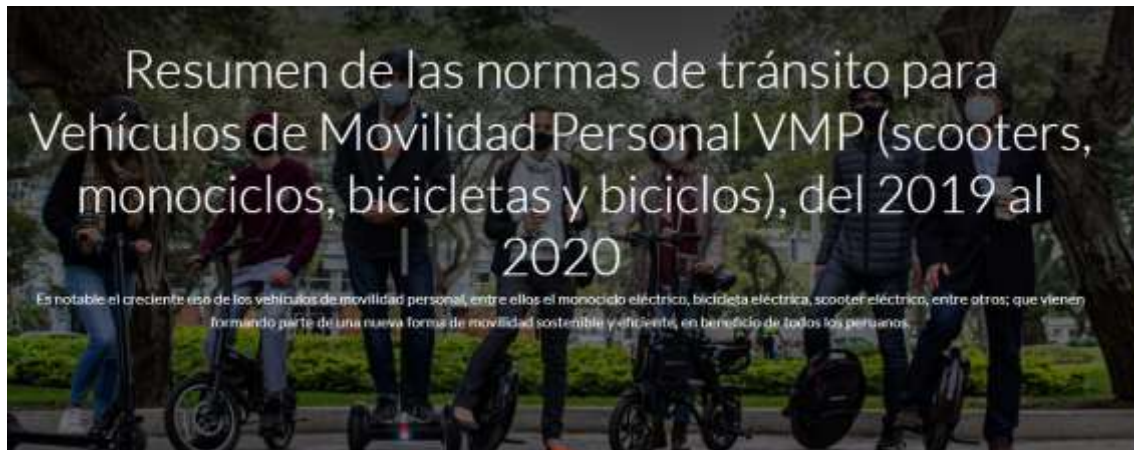 Resumen de las normas de tránsito para
Vehículos de Movilidad Personal VMP (scooters,
monociclos, bicicletas y biciclos), del 2019 al
2020
Es notable el creciente uso de los vehículos de movilidad personal, entre ellos el monociclo eléctrico, bicicleta eléctrica, scooter eléctrico, entre otros; que vienen
formando parte de una nueva forma de movilidad sostenible y eficiente, en beneficio de todos los peruanos.